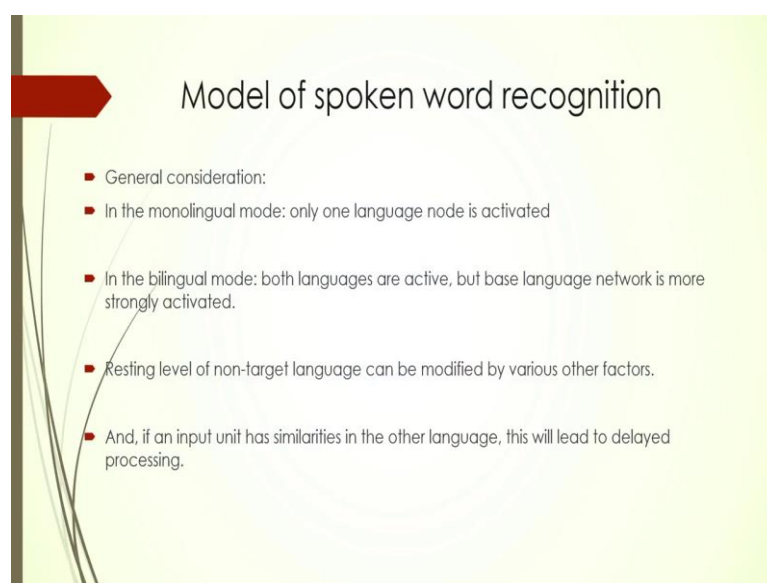 Model of spoken word recognition
General consideration:
In the monolingual mode: only one language node is activated
In the bilingual mode: both languages are active, but base language network is more
strongly activated.
Resting level of non-target language can be modified by various other factors.
And, if an input unit has similarities in the other language, this will lead to delayed
processing.